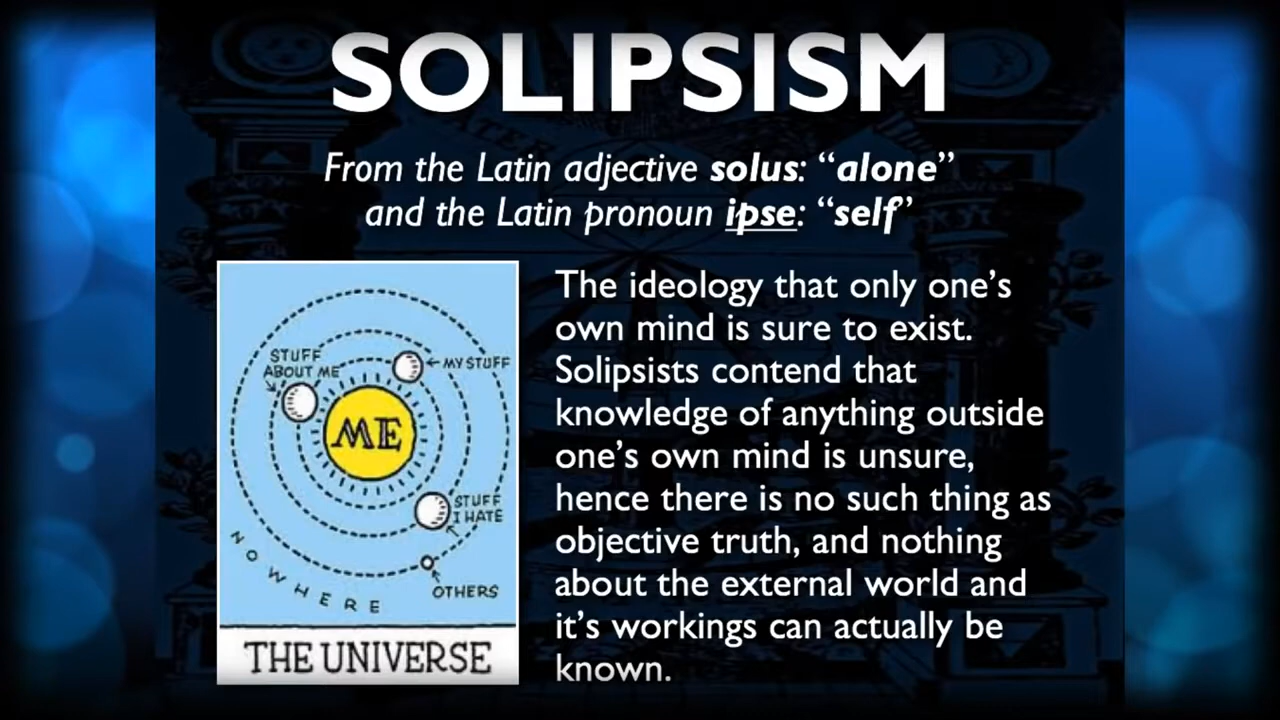 SOLIPSISM
From the Latin adjective solus: “alone”
and the Latin pronoun ipse: “self”
STUFF
ABOUT ME
MY STUFF
ME
STUFF
I HATE
OTHERS
NOWHERE
THE UNIVERSE
The ideology that only one’s
own mind is sure to exist.
Solipsists contend that
knowledge of anything outside
one’s own mind is unsure,
hence there is no such thing as
objective truth, and nothing
about the external world and
it’s workings can actually be
known.